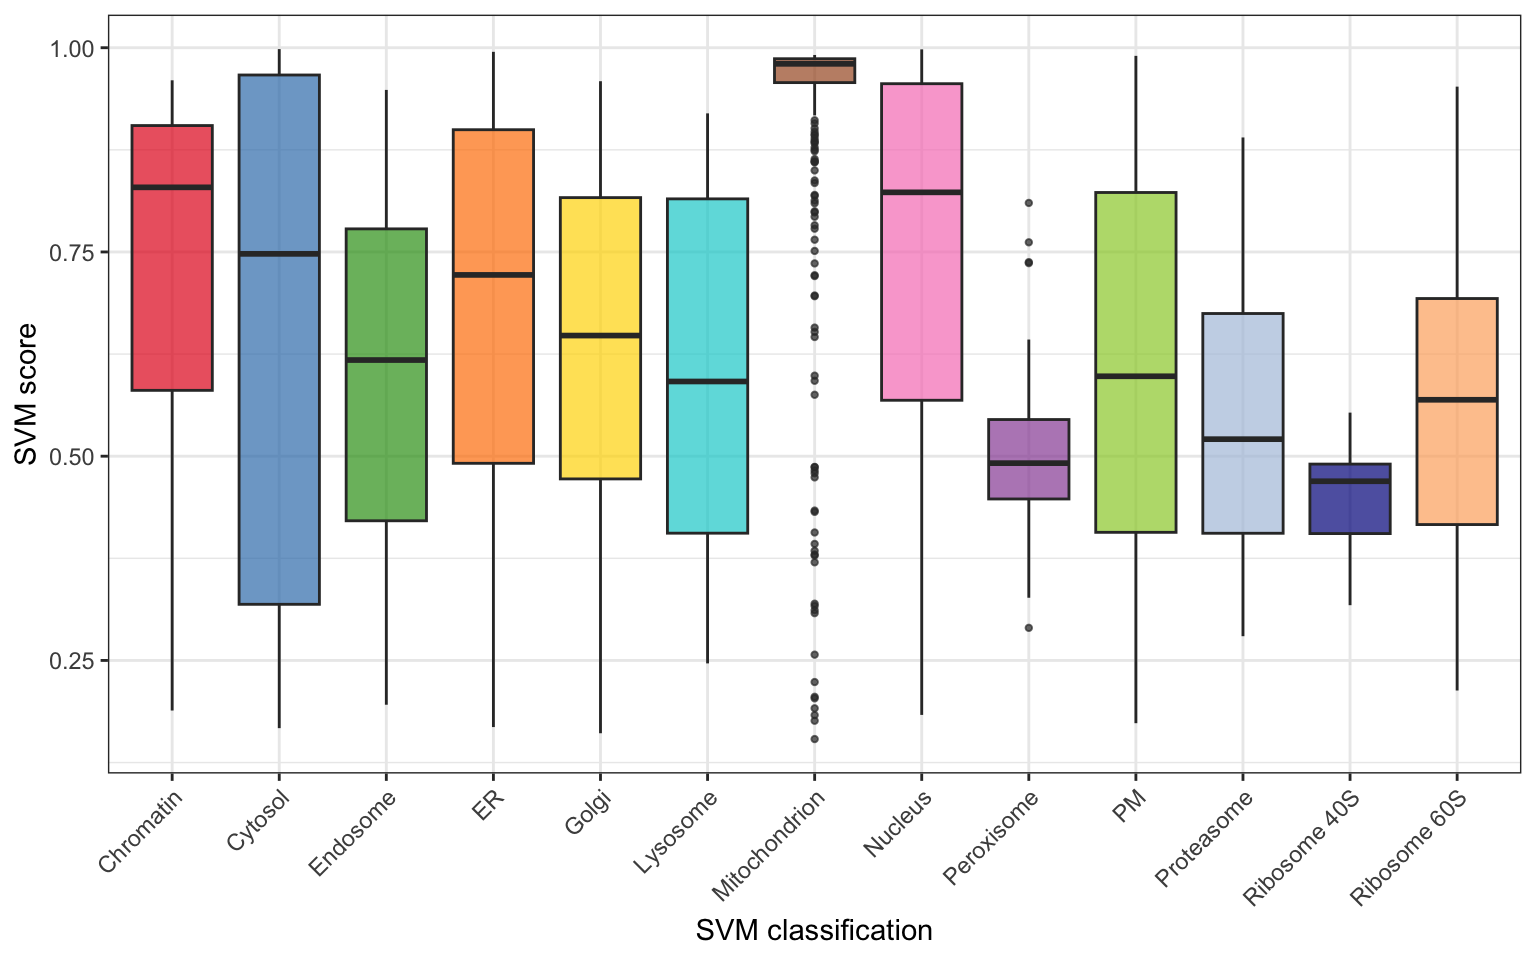 SVM score
1.00
0.75
0.50
0.25
Chromatin
Cytosol
Endosome
ER
Golgi
Lysosome
Mitochondrion
Nucleus
Peroxisome
PM
Proteasome
Ribosome 40S
Ribosome 60S
SVM classification